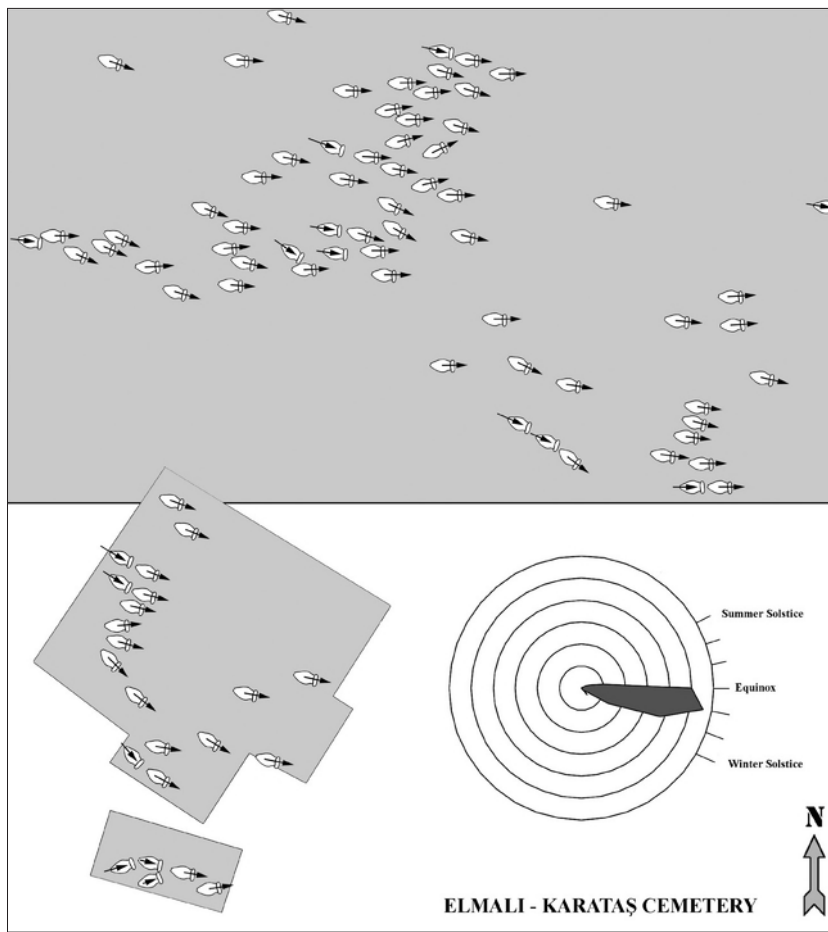 Summer Solstice
Equinox
Winter Solstice
N
ELMALI - KARATAŞ CEMETERY